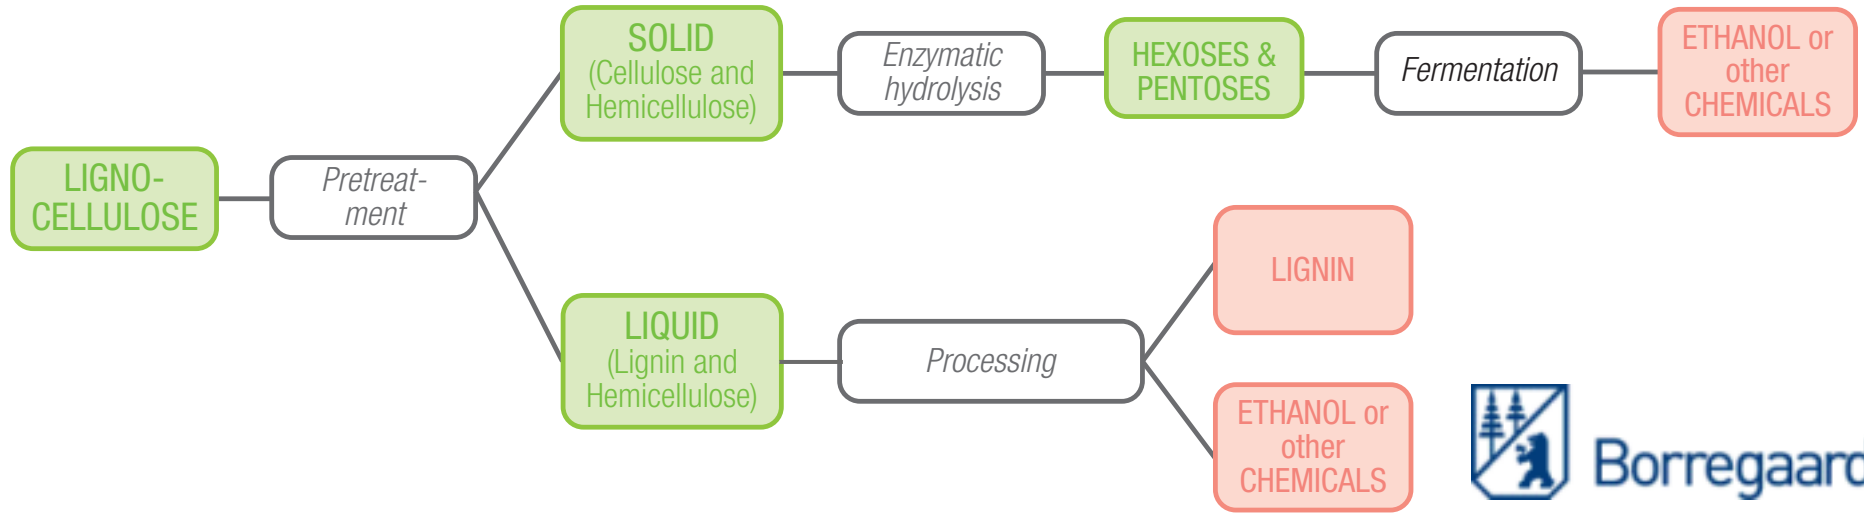 LIGNO-
CELLULOSE
Pretreat-
ment
SOLID
(Cellulose and
Hemicellulose)
Enzymatic
hydrolysis
HEXOSES &
PENTOSES
Fermentation
ETHANOL or
other
CHEMICALS
LIQUID
(Lignin and
Hemicellulose)
Processing
LIGNIN
ETHANOL or
other
CHEMICALS
Borregaard